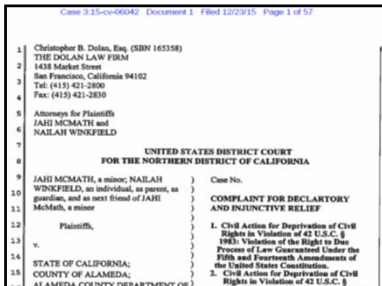 Case 3:15-cv-06042 Document 1 Filed 12/23/15 Page 1 of 57
1 Christopher B. Dolan, Esq. (SBN 165358)
THE DOLAN LAW FIRM
2 1438 Market Street
San Francisco, California 94102
3 Tel: (415) 421-2800
4 Fax: (415) 421-2830
5 Attorneys for Plaintiffs
JAHI MCMATH and
6 NAILAH WINKFIELD
7 UNITED STATES DISTRICT COURT
8 FOR THE NORTHERN DISTRICT OF CALIFORNIA
9 JAHI MCMATH, a minor; NAILAH ) Case No.
10 WINKFIELD, an individual, as parent, as )
guardian, and as next friend of JAHI ) COMPLAINT FOR DECLARTORY
11 McMath, a minor ) AND INJUNCTIVE RELIEF
12 Plaintiffs, ) 1. Civil Action for Deprivation of Civil
) Rights in Violation of 42 U.S.C. §
13 v. ) 1983: Violation of the Right to Due
) Process of Law Guaranteed Under the
14 ) Fifth and Fourteenth Amendments of
STATE OF CALIFORNIA; ) the United States Constitution.
15 COUNTY OF ALAMEDA; ) 2. Civil Action for Deprivation of Civil
ALAMEDA COUNTY DEPARTMENT OF ) Rights in Violation of 42 U.S.C. §